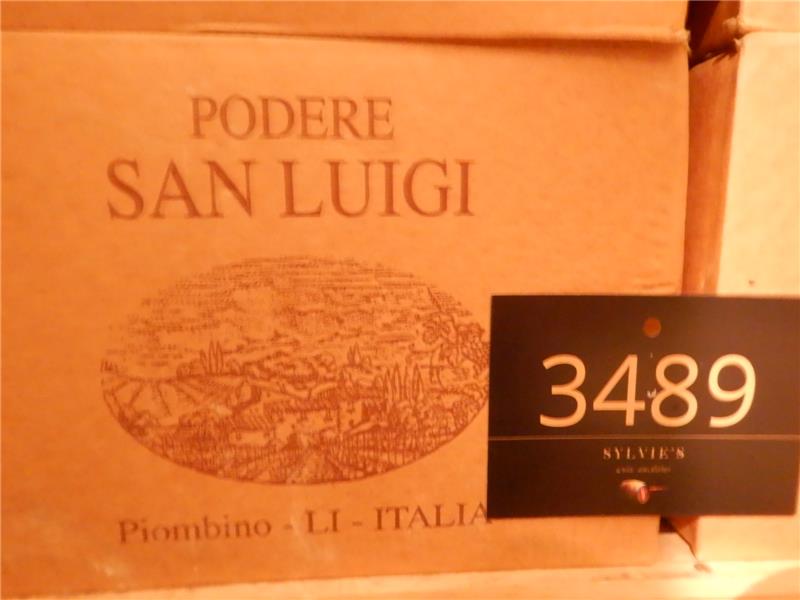 PODERE
SAN LUIGI
Piombino - LI - ITALIA
3489
SYLVIE'S